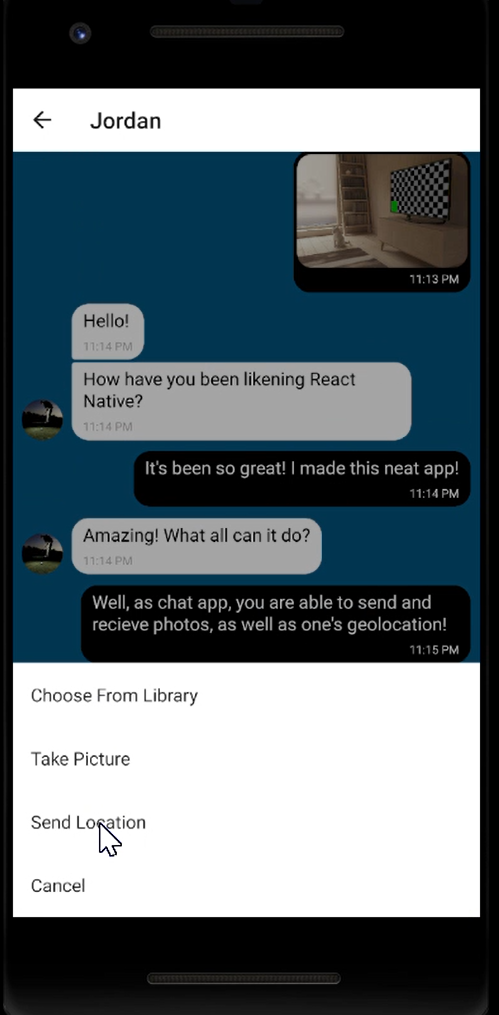 Jordan
11:13 PM
Hello!
11:14 PM
How have you been likening React
Native?
11:14 PM
It's been so great! I made this neat app!
11:14 PM
Amazing! What all can it do?
11:14 PM
Well, as chat app, you are able to send and
recieve photos, as well as one's geolocation!
11:15 PM
Choose From Library
Take Picture
Send Location
Cancel